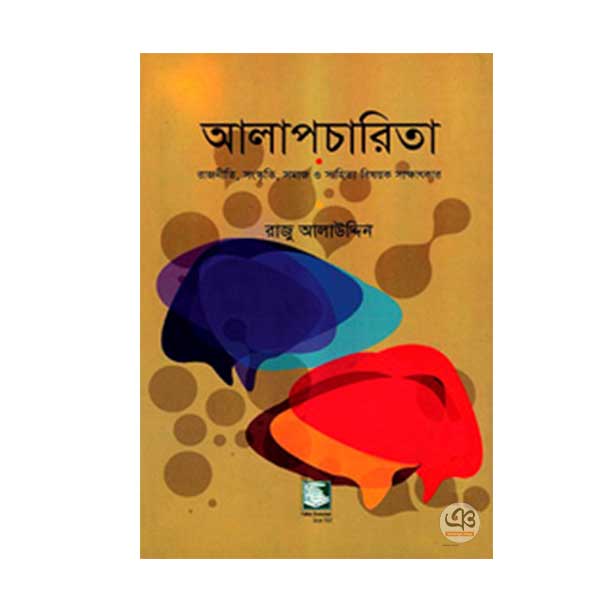 আলাপচারিতা
রাজনীতি, সংস্কৃতি, সমাজ ও সাহিত্য বিষয়ক সাক্ষাৎকার
রাজু আলাউদ্দিন